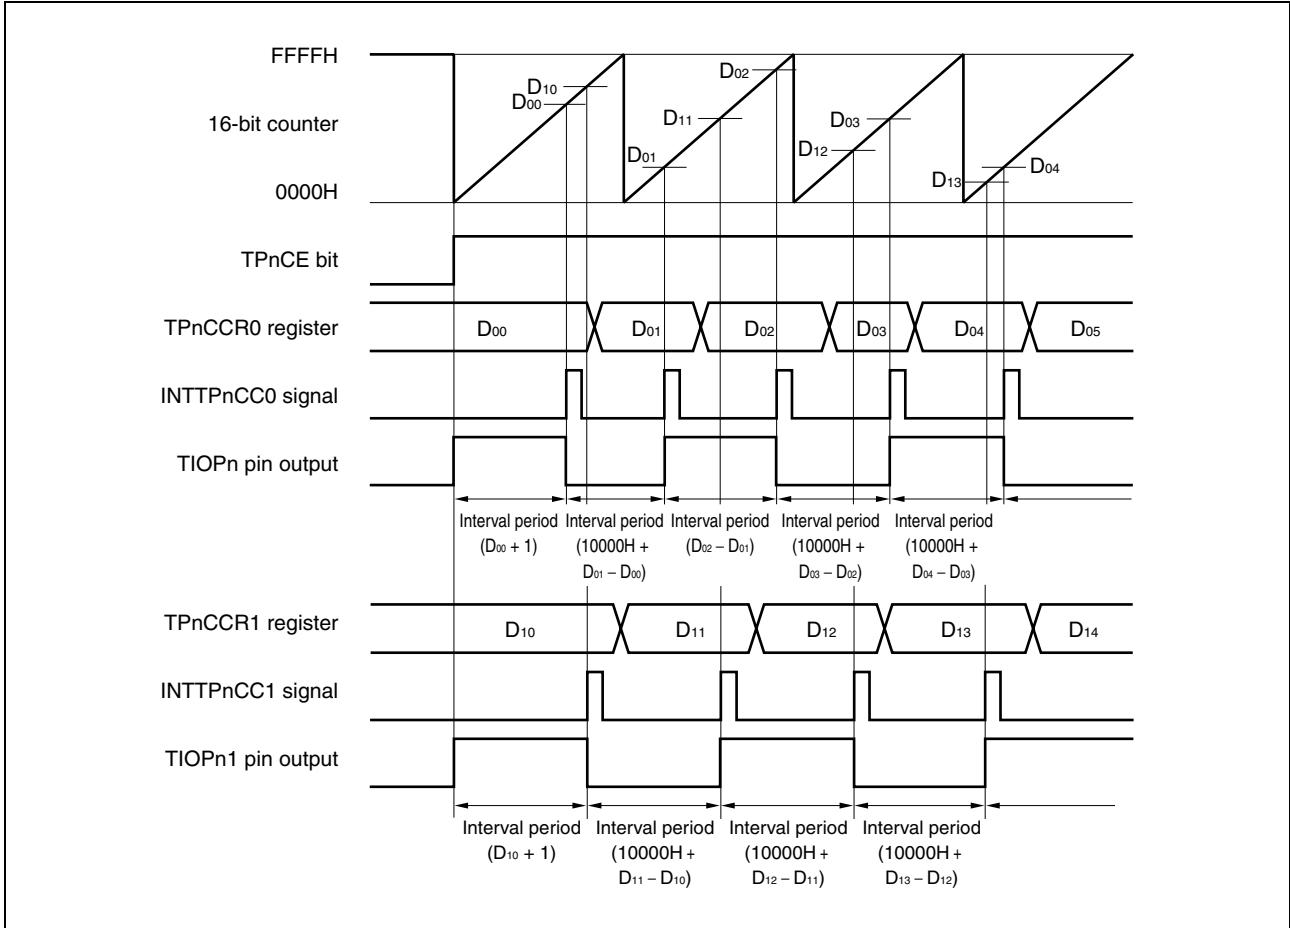 FFFFH
16-bit counter
0000H
D10
D00
D01
D11
D02
D12
D03
D13
D04
TPnCE bit
TPnCCR0 register
D00
D01
D02
D03
D04
D05
INTTPnCC0 signal
TIOPn pin output
Interval period
(D00 + 1)
Interval period
(10000H +
D01 – D00)
Interval period
(D02 – D01)
Interval period
(10000H +
D03 – D02)
Interval period
(10000H +
D04 – D03)
TPnCCR1 register
D10
D11
D12
D13
D14
INTTPnCC1 signal
TIOPn1 pin output
Interval period
(D10 + 1)
Interval period
(10000H +
D11 – D10)
Interval period
(10000H +
D12 – D11)
Interval period
(10000H +
D13 – D12)